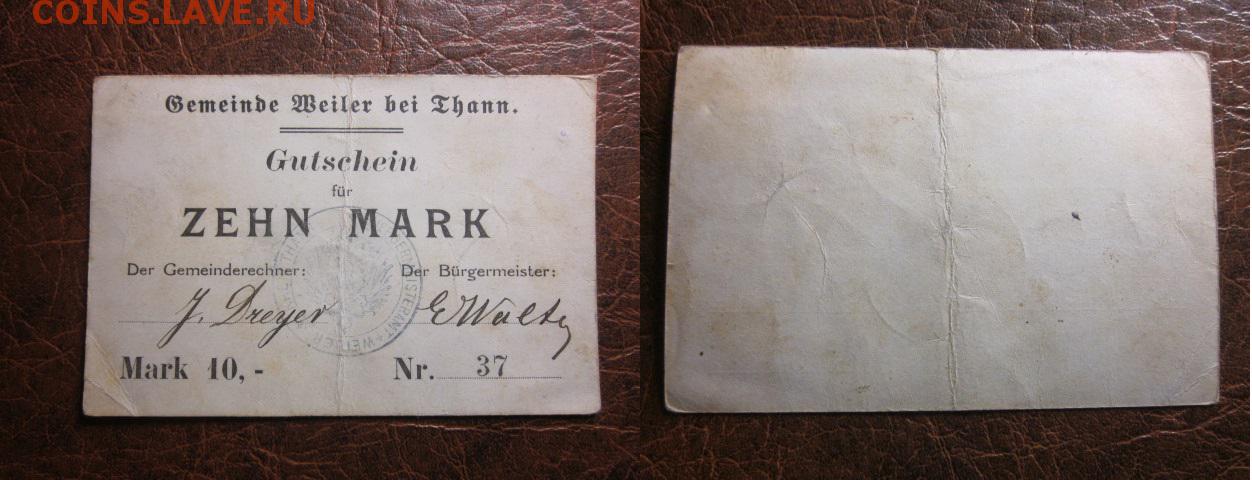 COINS.LAVE.RU
Gemeinde Weiler bei Thann.
Gutschein
für
ZEHN MARK
Der Gemeinderechner: Der Bürgermeister:
J. Dreyer E Waltz
Mark 10,- Nr. 37